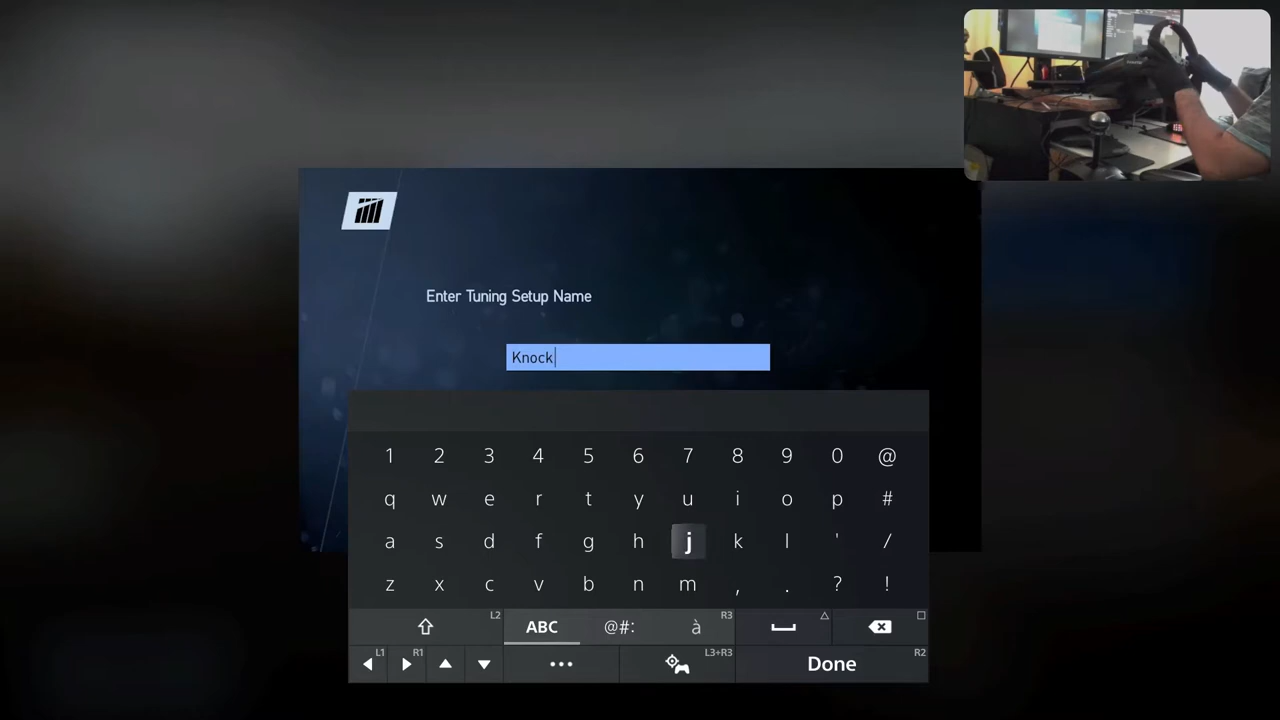 Enter Tuning Setup Name
Knock
1 2 3 4 5 6 7 8 9 0 @
q w e r t y u i o p #
a s d f g h j k l ' /
z x c v b n m , . ? !
L2 ABC @#: à R3
L1 R1 ... L3+R3 Done R2